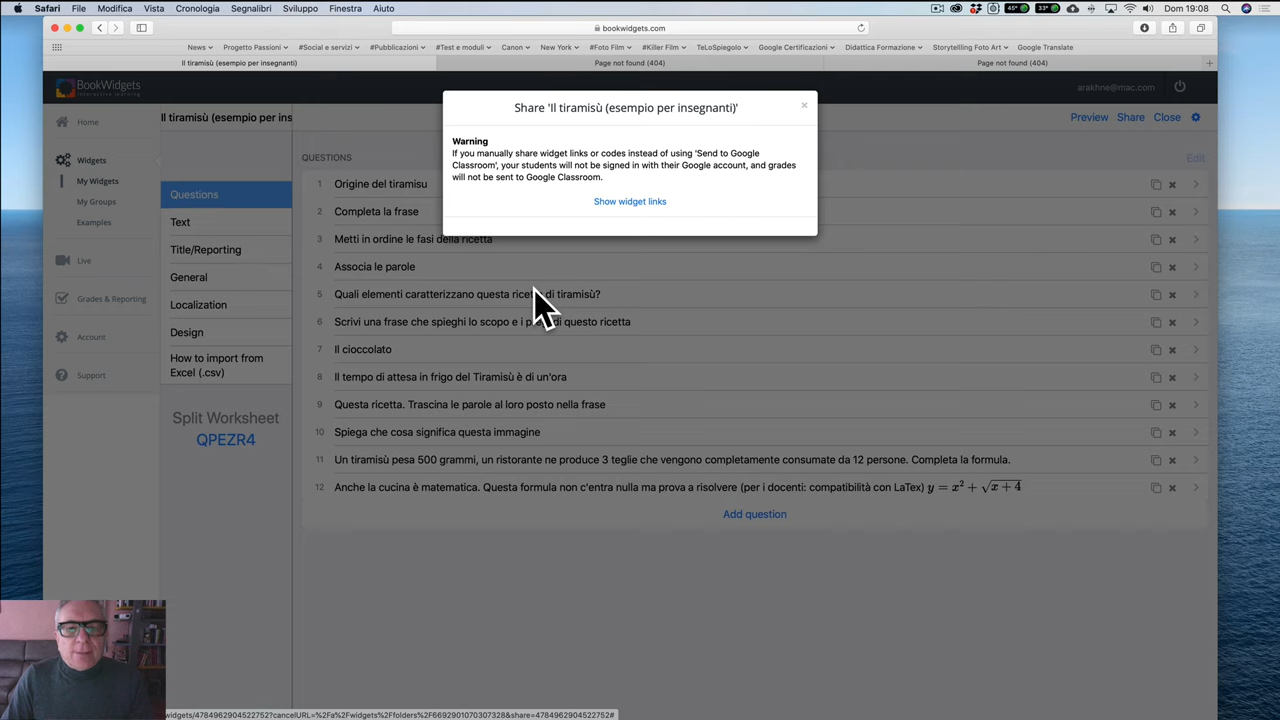 Safari File Modifica Vista Cronologia Segnalibri Sviluppo Finestra Aiuto 45° 33° Dom 19:08
bookwidgets.com
News Progetto Passioni #Social e servizi #Pubblicazioni #Test e moduli Canon New York #Foto Film #Killer Film TeLoSpiegolo Google Certificazioni Didattica Formazione Storytelling Foto Art Google Translate
Il tiramisù (esempio per insegnanti) Page not found (404) Page not found (404)
BookWidgets arakhne@mac.com
interactive learning
Share 'Il tiramisù (esempio per insegnanti)' ×
Warning
If you manually share widget links or codes instead of using 'Send to Google
Classroom', your students will not be signed in with their Google account, and grades
will not be sent to Google Classroom.
Show widget links
Home
Widgets
My Widgets
My Groups
Examples
Live
Grades & Reporting
Account
Support
Il tiramisù (esempio per ins
Preview Share Close
Questions
Text
Title/Reporting
General
Localization
Design
How to import from
Excel (.csv)
Split Worksheet
QPEZR4
QUESTIONS Edit
1 Origine del tiramisu
2 Completa la frase
3 Metti in ordine le fasi della ricetta
4 Associa le parole
5 Quali elementi caratterizzano questa ricetta di tiramisù?
6 Scrivi una frase che spieghi lo scopo e i di questo ricetta
7 Il cioccolato
8 Il tempo di attesa in frigo del Tiramisù è di un'ora
9 Questa ricetta. Trascina le parole al loro posto nella frase
10 Spiega che cosa significa questa immagine
11 Un tiramisù pesa 500 grammi, un ristorante ne produce 3 teglie che vengono completamente consumate da 12 persone. Completa la formula.
12 Anche la cucina è matematica. Questa formula non c'entra nulla ma prova a risolvere (per i docenti: compatibilità con LaTex) y = x² + √(x + 4)
Add question
widgets/4784962904522752?cancelURL=%2Fa%2Fwidgets%2Ffolders%2F6692901070307328&share=4784962904522752#